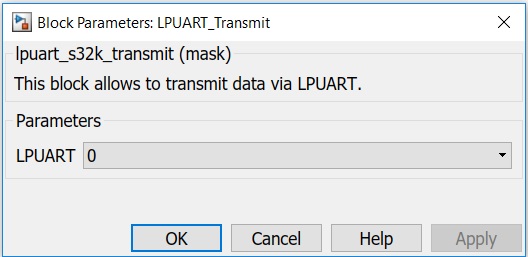 Block Parameters: LPUART_Transmit
lpuart_s32k_transmit (mask)
This block allows to transmit data via LPUART.
Parameters
LPUART 0
OK Cancel Help Apply